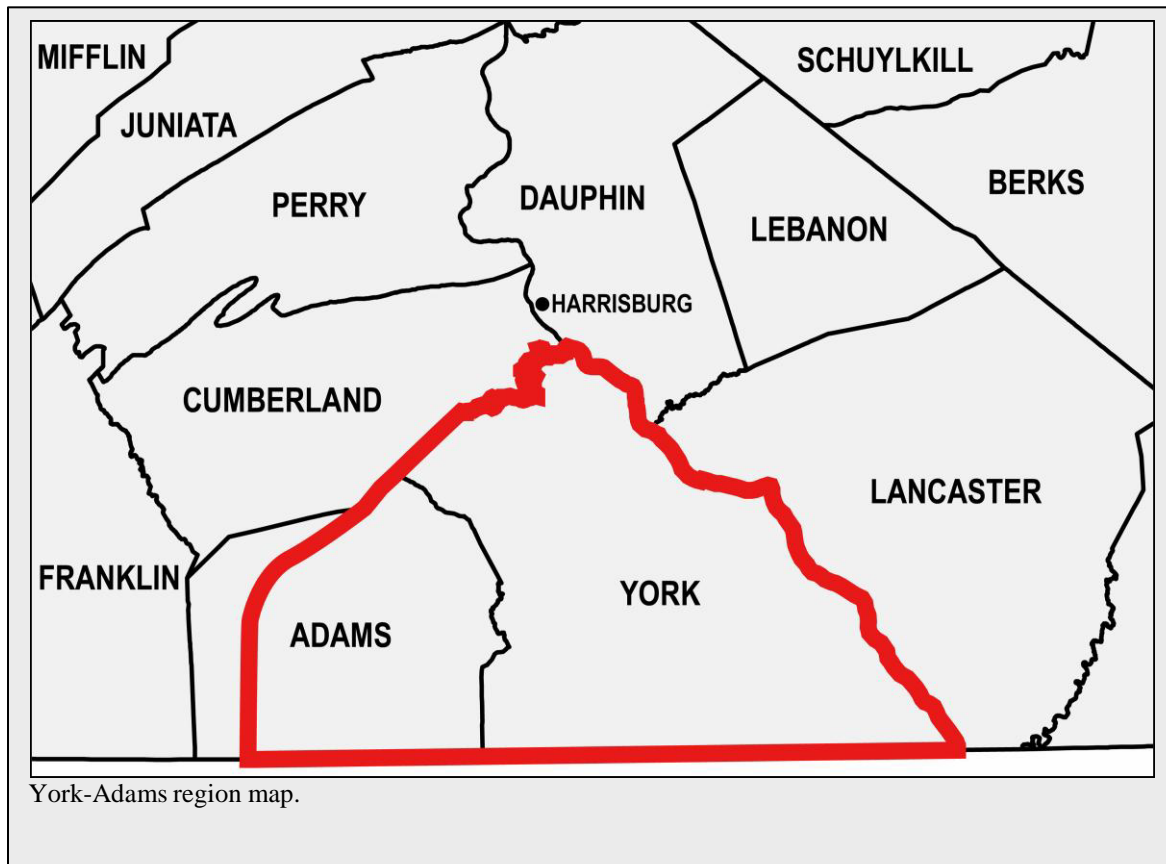 MIFFLIN
SCHUYLKILL
JUNIATA
BERKS
PERRY
DAUPHIN
LEBANON
HARRISBURG
CUMBERLAND
LANCASTER
FRANKLIN
YORK
ADAMS
York-Adams region map.